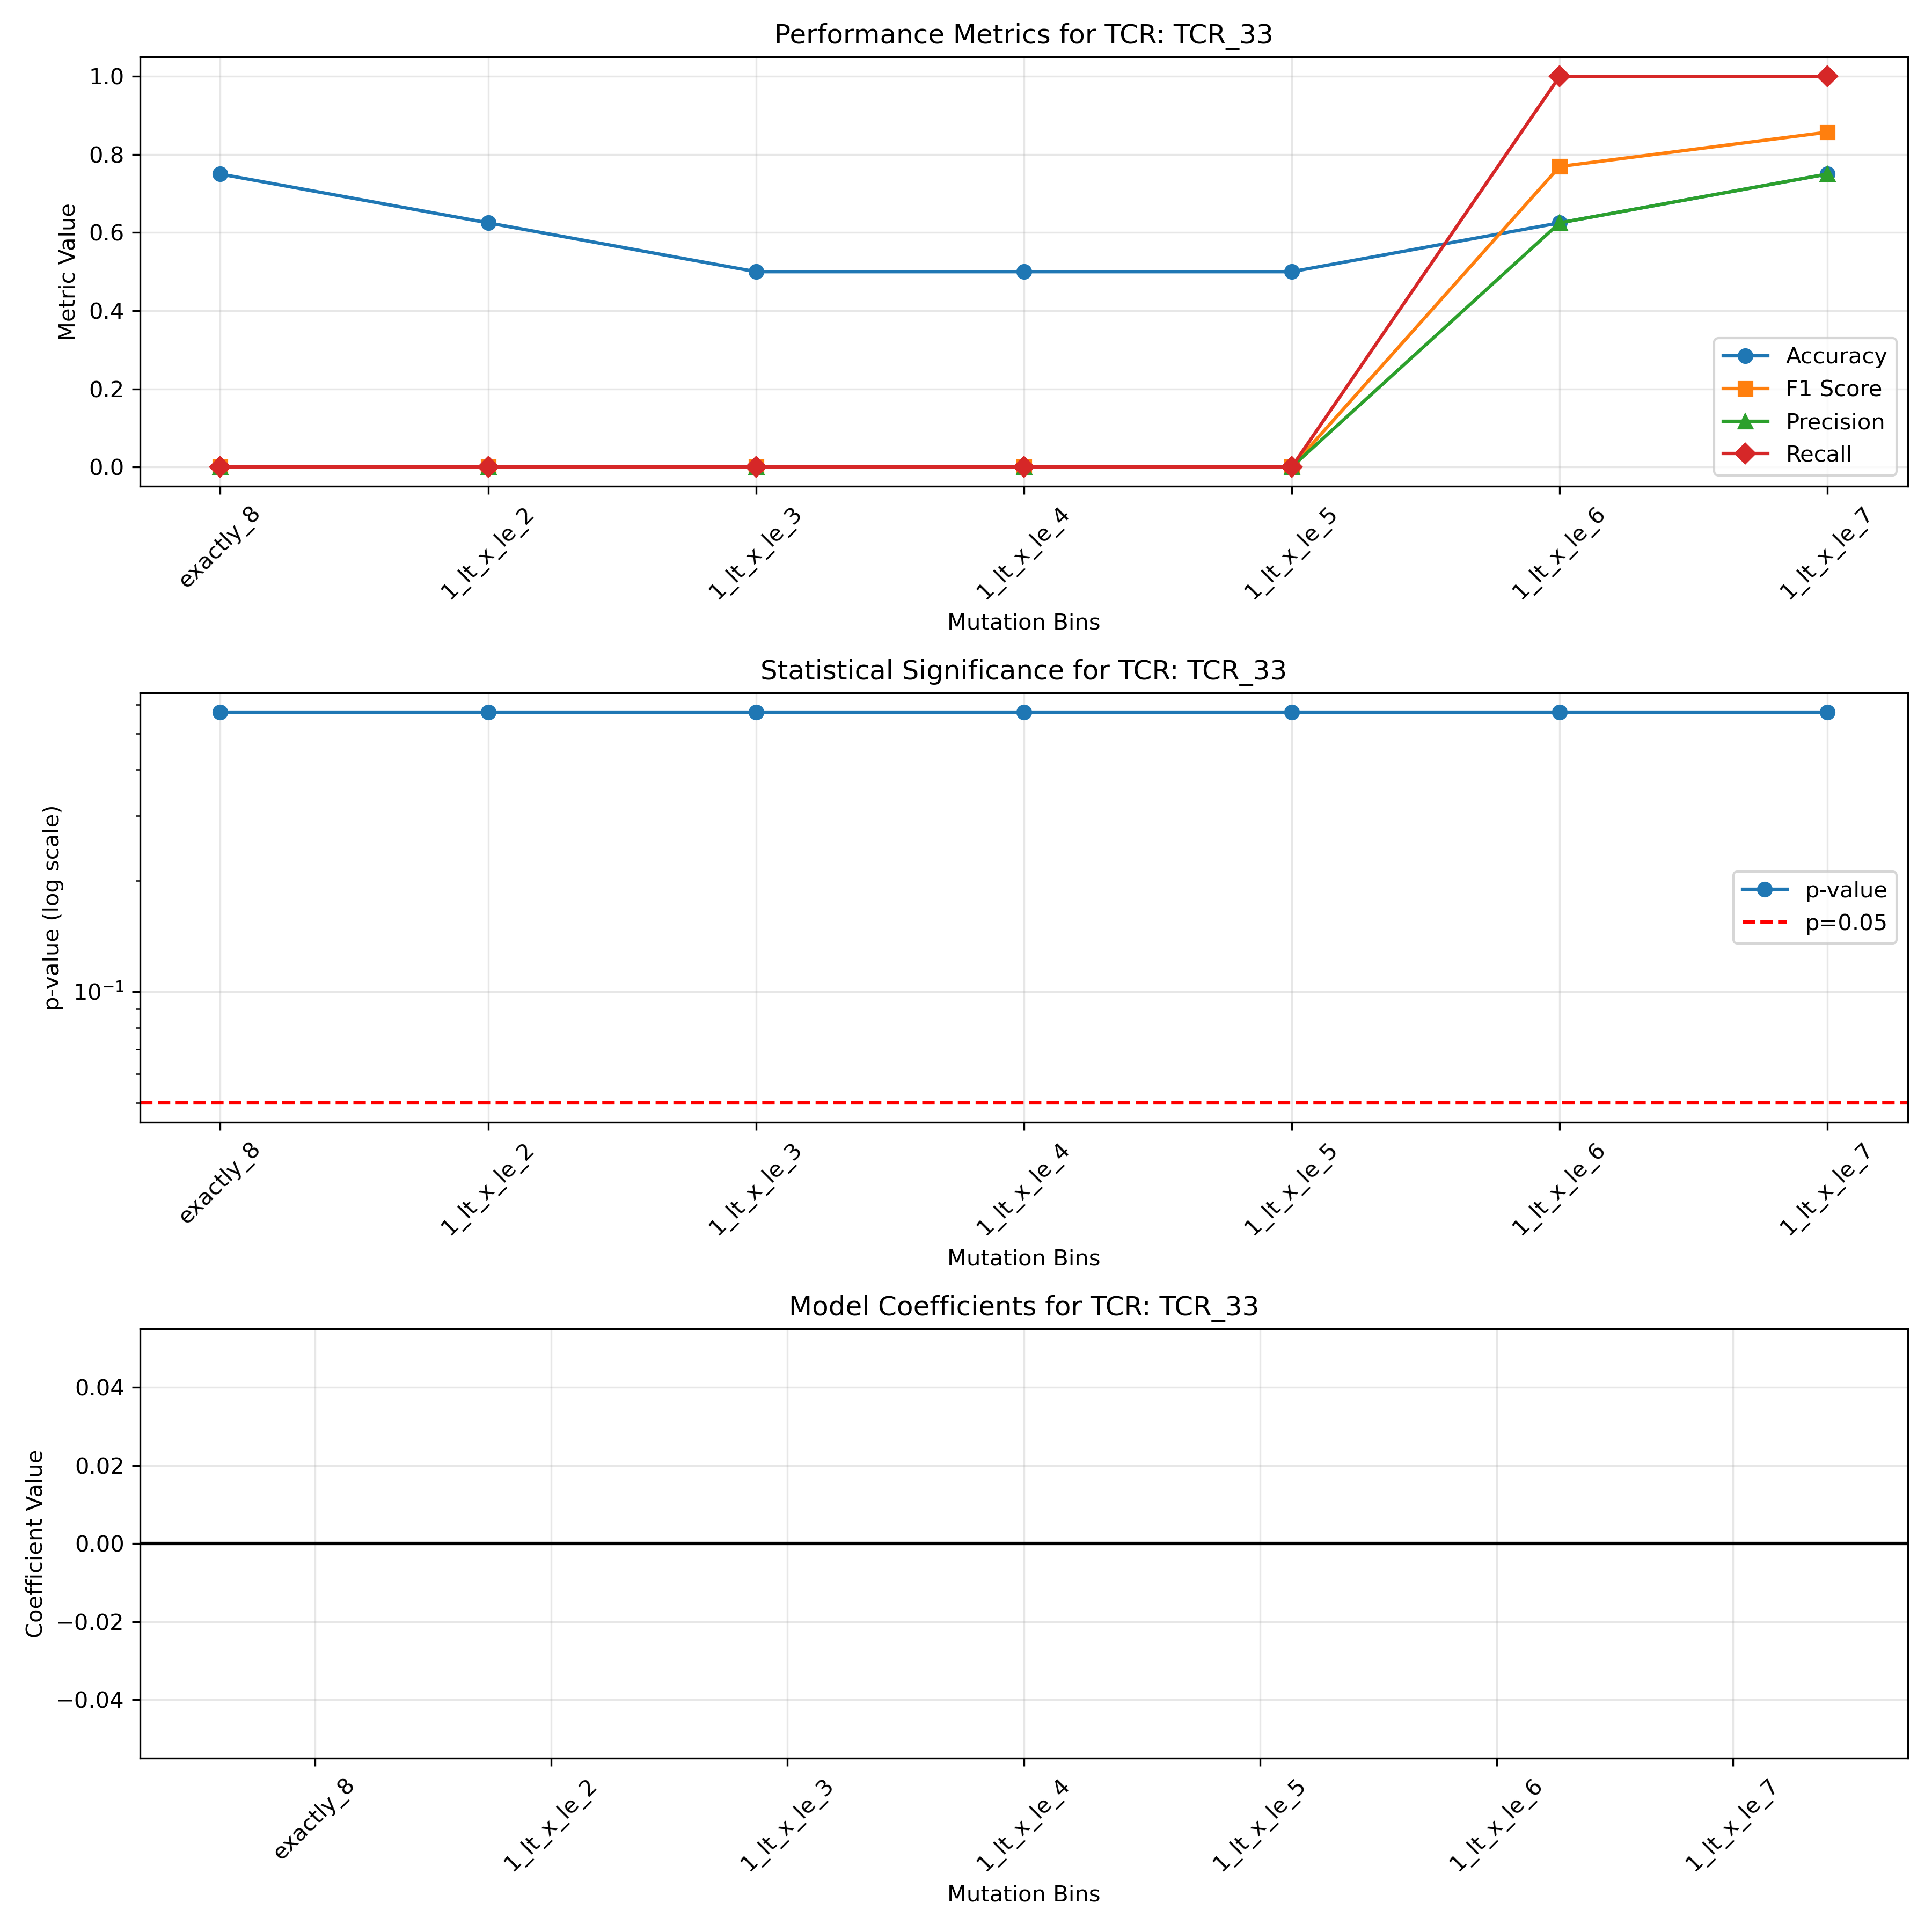 Performance Metrics for TCR: TCR_33
1.0
0.8
0.6
0.4
0.2
0.0
Metric Value
Accuracy
F1 Score
Precision
Recall
exactly_8
1_lt_x_le_2
1_lt_x_le_3
1_lt_x_le_4
1_lt_x_le_5
1_lt_x_le_6
1_lt_x_le_7
Mutation Bins
Statistical Significance for TCR: TCR_33
10⁻¹
p-value (log scale)
p-value
p=0.05
exactly_8
1_lt_x_le_2
1_lt_x_le_3
1_lt_x_le_4
1_lt_x_le_5
1_lt_x_le_6
1_lt_x_le_7
Mutation Bins
Model Coefficients for TCR: TCR_33
0.04
0.02
0.00
−0.02
−0.04
Coefficient Value
exactly_8
1_lt_x_le_2
1_lt_x_le_3
1_lt_x_le_4
1_lt_x_le_5
1_lt_x_le_6
1_lt_x_le_7
Mutation Bins